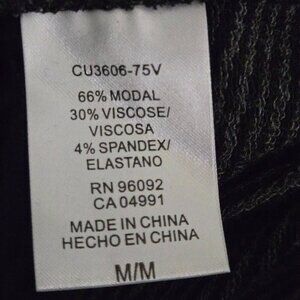 CU3606-75V
66% MODAL
30% VISCOSE/
VISCOSA
4% SPANDEX/
ELASTANO
RN 96092
CA 04991
MADE IN CHINA
HECHO EN CHINA
M/M